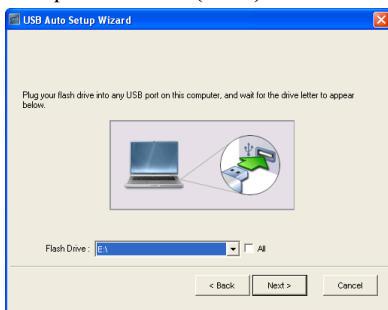 USB Auto Setup Wizard
Plug your flash drive into any USB port on this computer, and wait for the drive letter to appear
below.
Flash Drive : E:\ All
< Back Next > Cancel